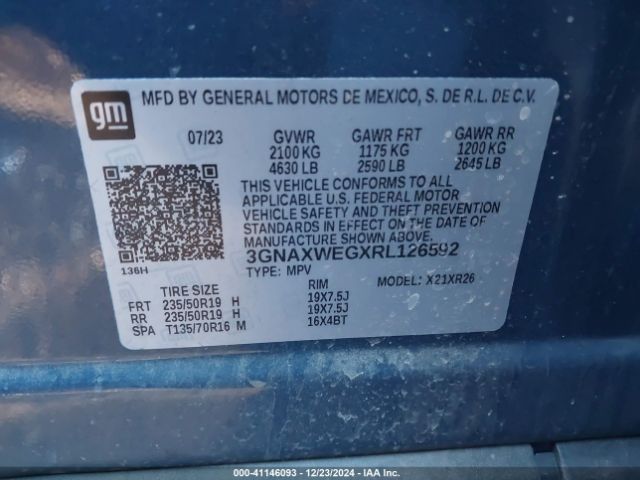 gm
MFD BY GENERAL MOTORS DE MEXICO, S. DE R.L. DE C.V.
07/23 GVWR GAWR FRT GAWR RR
2100 KG 1175 KG 1200 KG
4630 LB 2590 LB 2645 LB
THIS VEHICLE CONFORMS TO ALL
APPLICABLE U.S. FEDERAL MOTOR
VEHICLE SAFETY AND THEFT PREVENTION
STANDARDS IN EFFECT ON THE DATE OF
MANUFACTURE SHOWN ABOVE.
3GNAXWEGXRL126592
136H
TYPE: MPV MODEL: X21XR26
TIRE SIZE RIM
FRT 235/50R19 H 19X7.5J
RR 235/50R19 H 19X7.5J
SPA T135/70R16 M 16X4BT
000-41146093 - 12/23/2024 - IAA Inc.